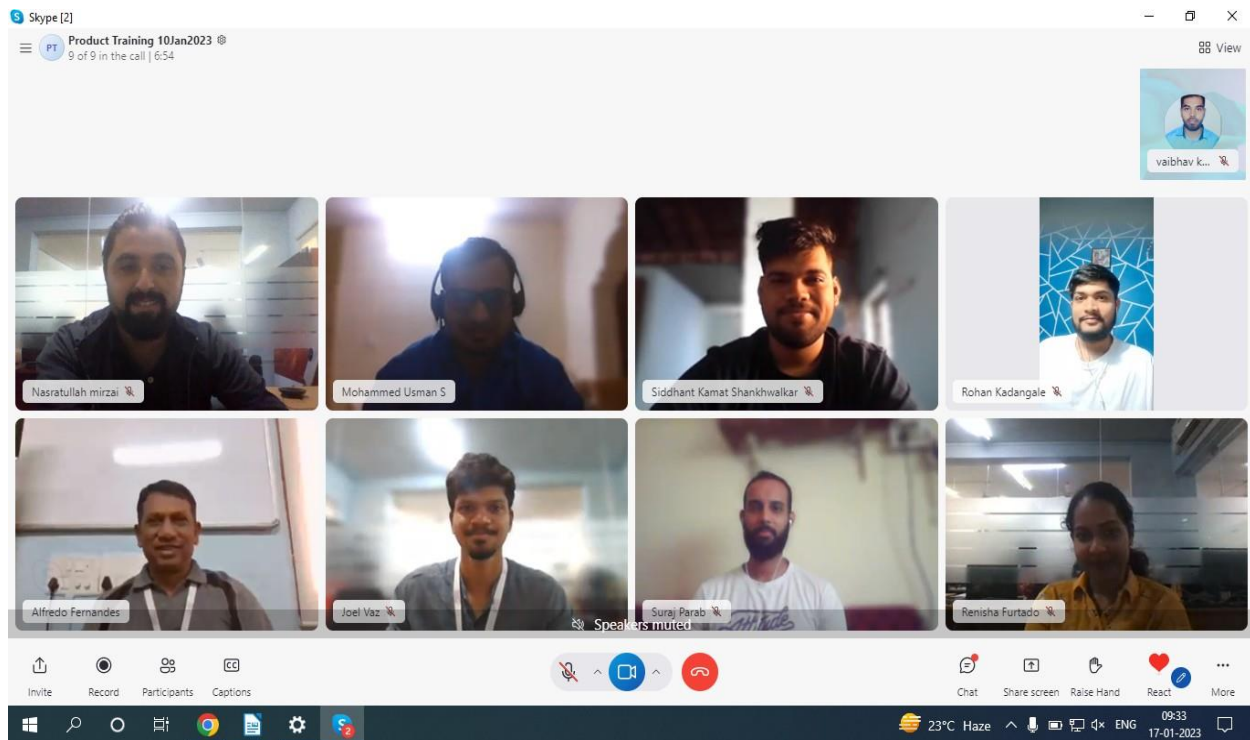 Skype [2]
PT
Product Training 10Jan2023
9 of 9 in the call | 6:54
View
vaibhav k...
Nasratullah mirzai
Mohammed Usman S
Siddhant Kamat Shankhwalkar
Rohan Kadangale
Alfredo Fernandes
Joel Vaz
Suraj Parab
Renisha Furtado
Speakers muted
Invite
Record
Participants
CC
Captions
Chat
Share screen
Raise Hand
React
More
2
23°C Haze
ENG
09:33
17-01-2023